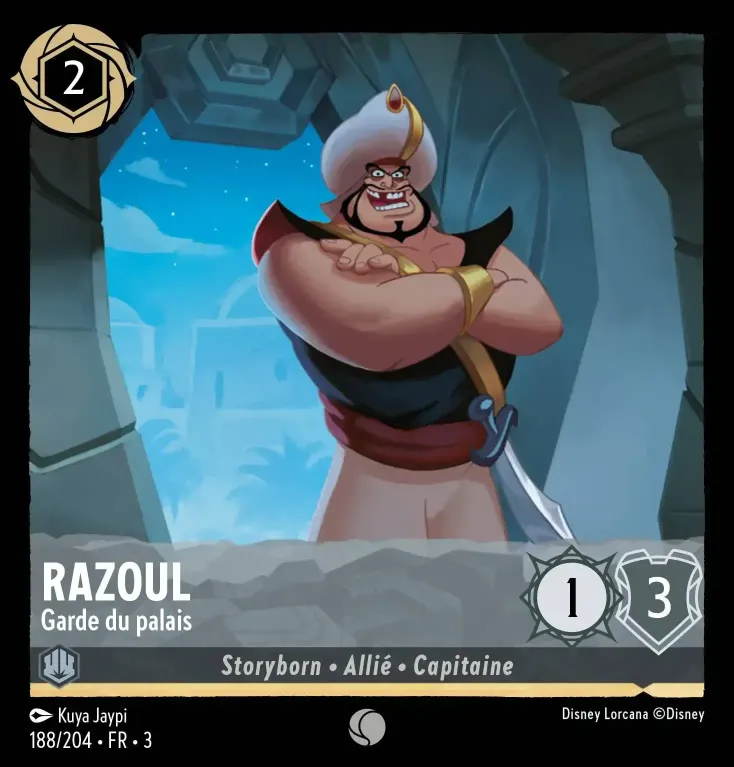 2
RAZOUL
Garde du palais
1
3
Storyborn • Allié • Capitaine
Kuya Jaypi
Disney Lorcana ©Disney
188/204 • FR • 3